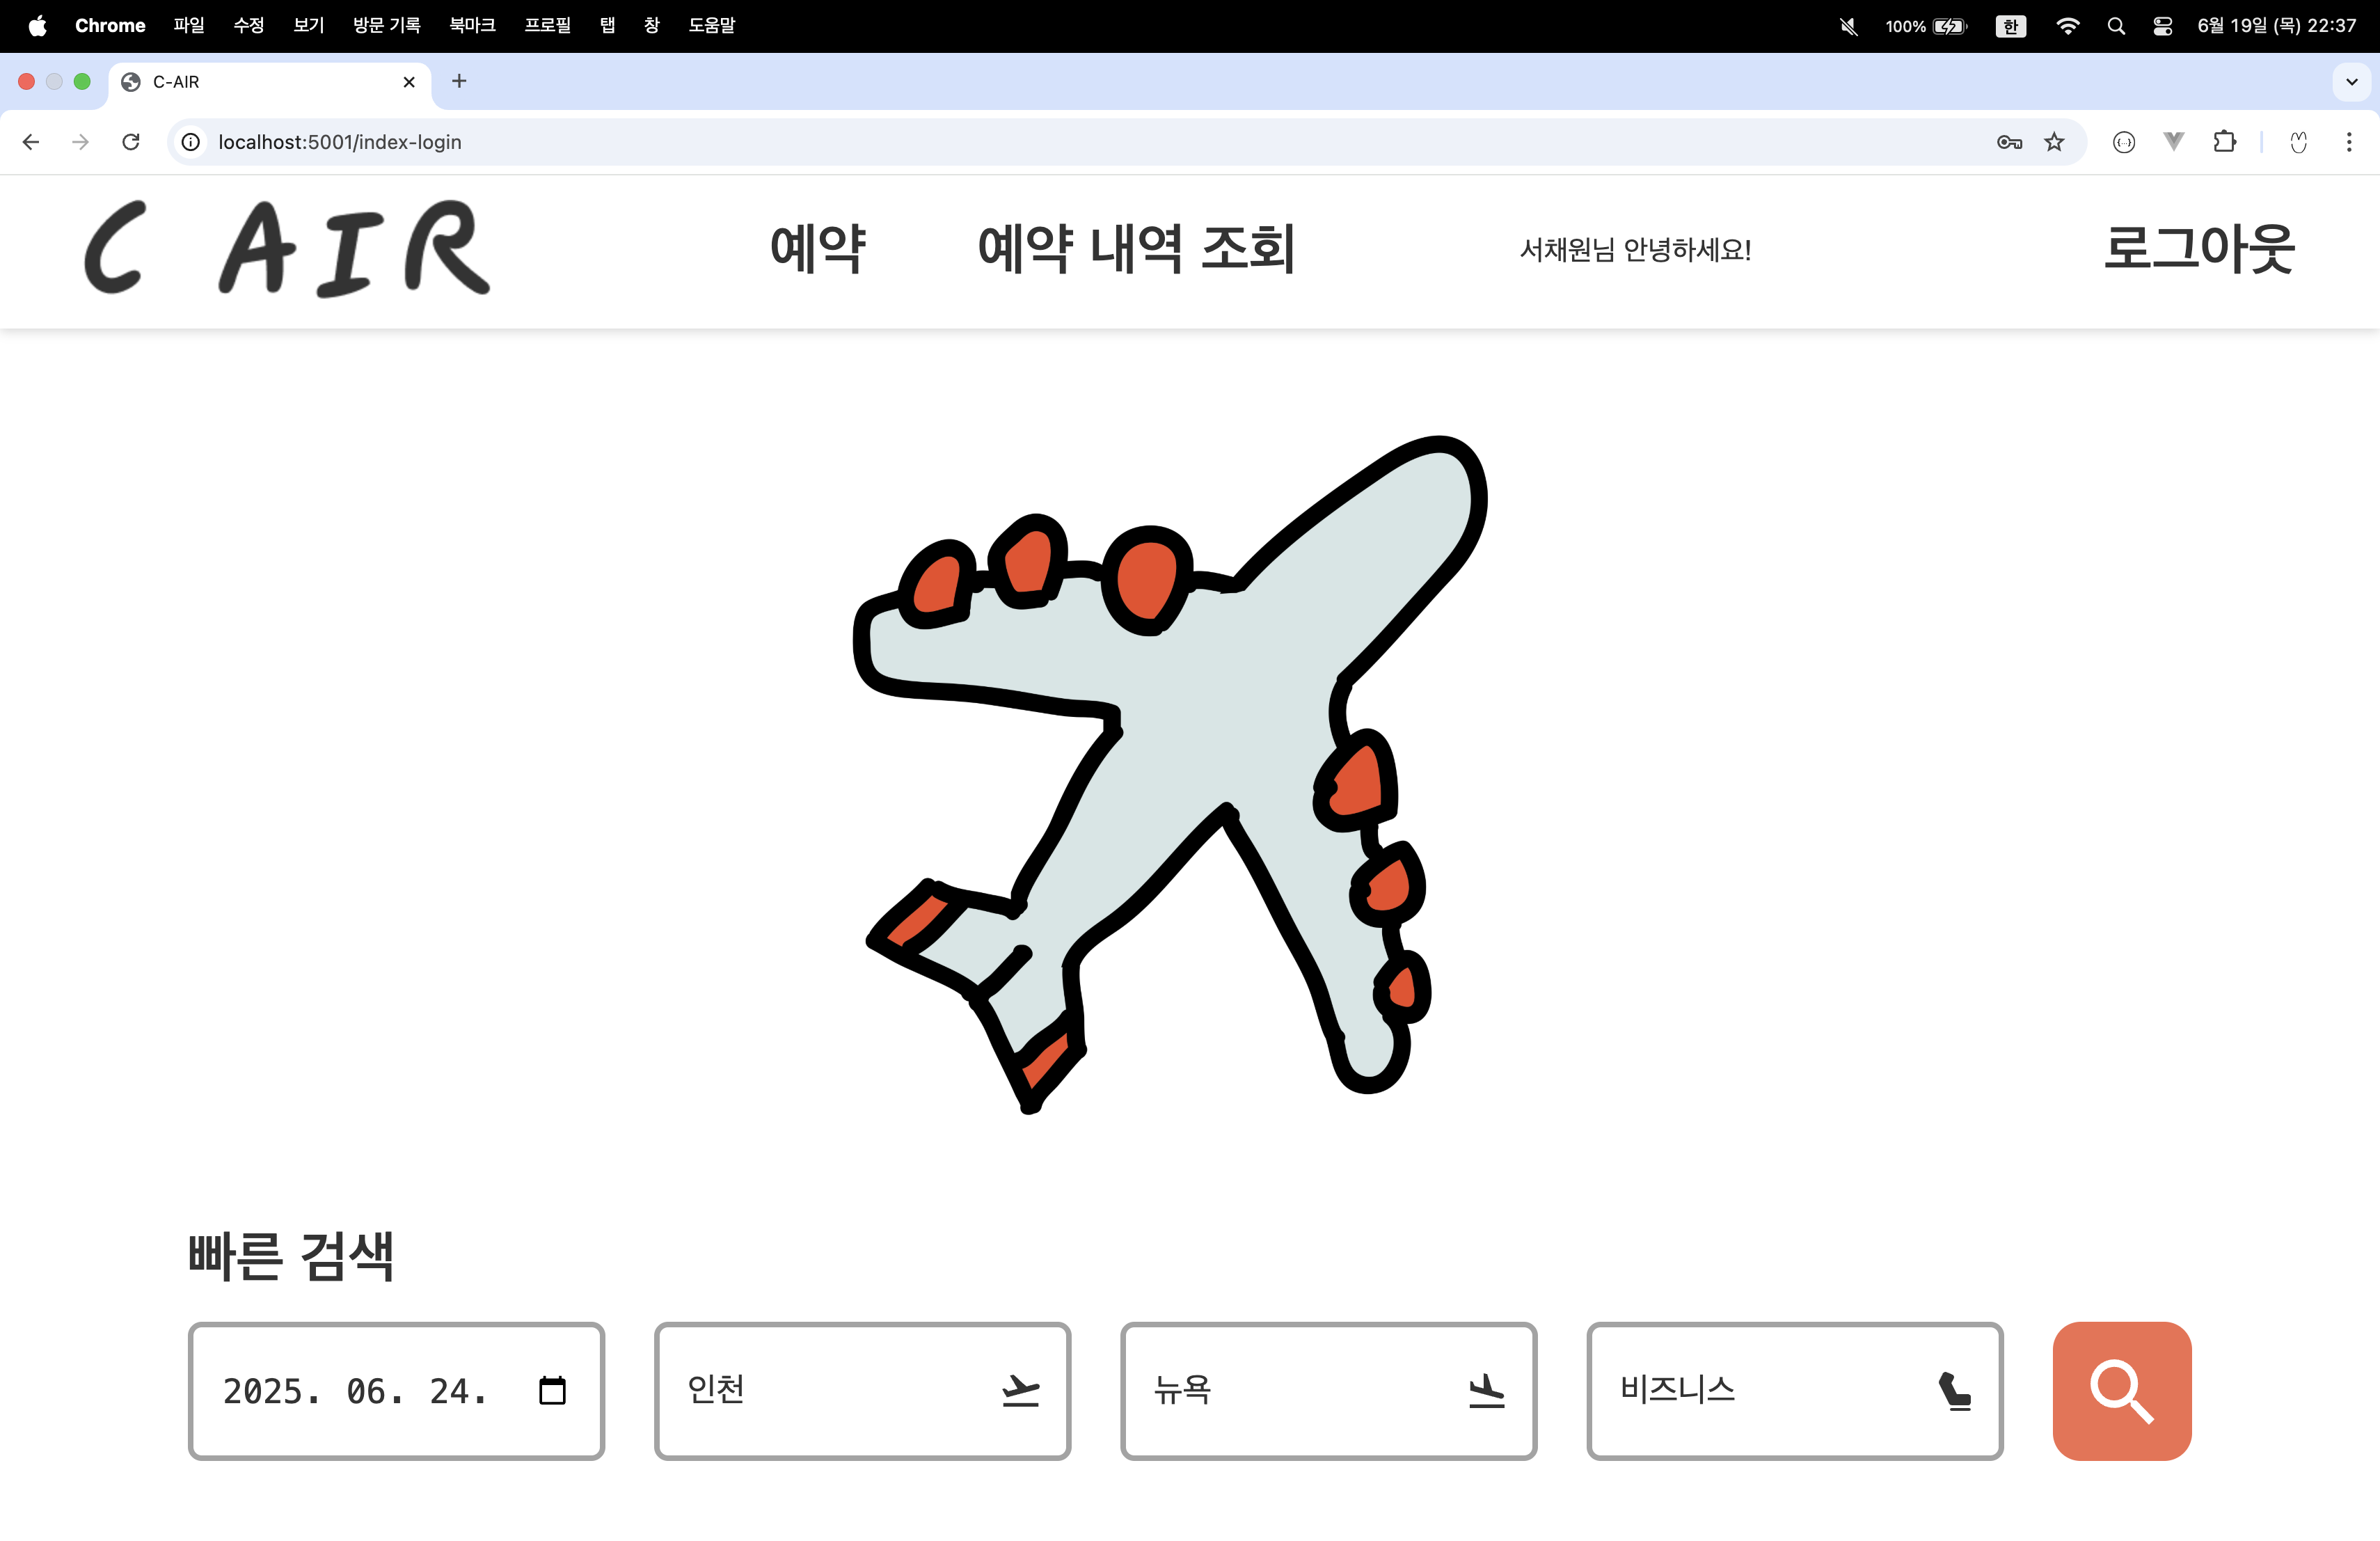 Chrome 파일 수정 보기 방문 기록 북마크 프로필 탭 창 도움말 100% 한 6월 19일 (목) 22:37
C-AIR
localhost:5001/index-login
C AIR 예약 예약 내역 조회 서채원님 안녕하세요! 로그아웃
빠른 검색
2025. 06. 24. 인천 뉴욕 비즈니스